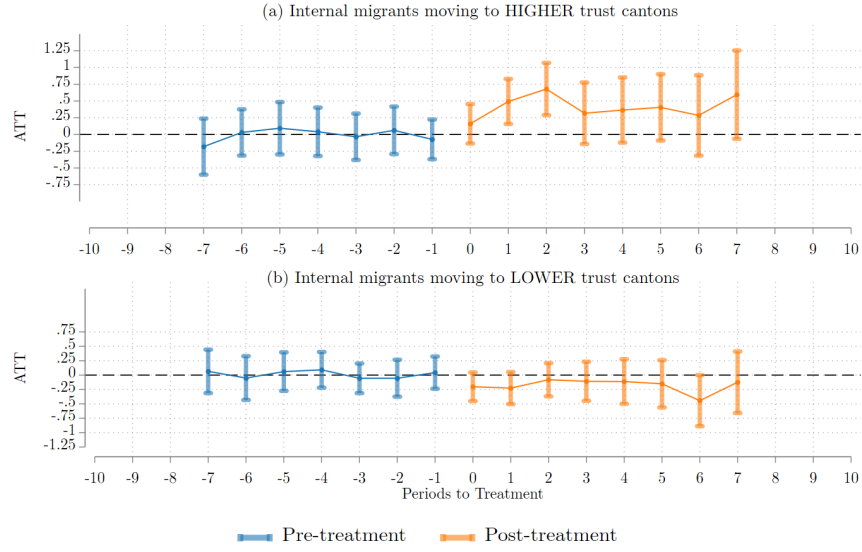 (a) Internal migrants moving to HIGHER trust cantons
ATT
1.25
1
.75
.5
.25
0
-.25
-.5
-.75
-10 -9 -8 -7 -6 -5 -4 -3 -2 -1 0 1 2 3 4 5 6 7 8 9 10
(b) Internal migrants moving to LOWER trust cantons
ATT
.75
.5
.25
0
-.25
-.5
-.75
-1
-1.25
-10 -9 -8 -7 -6 -5 -4 -3 -2 -1 0 1 2 3 4 5 6 7 8 9 10
Periods to Treatment
Pre-treatment Post-treatment